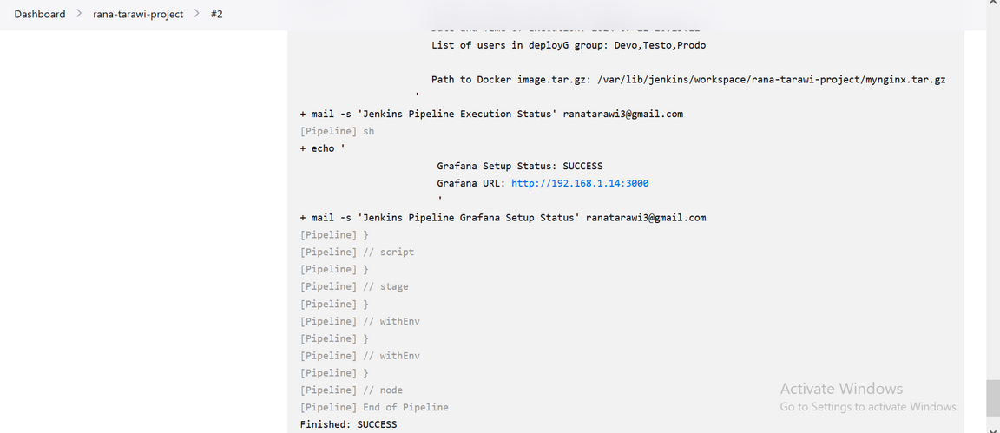 Dashboard > rana-tarawi-project > #2
List of users in deployG group: Devo,Testo,Prodo
Path to Docker image.tar.gz: /var/lib/jenkins/workspace/rana-tarawi-project/mynginx.tar.gz
'
+ mail -s 'Jenkins Pipeline Execution Status' ranatarawi3@gmail.com
[Pipeline] sh
+ echo '
Grafana Setup Status: SUCCESS
Grafana URL: http://192.168.1.14:3000
'
+ mail -s 'Jenkins Pipeline Grafana Setup Status' ranatarawi3@gmail.com
[Pipeline] }
[Pipeline] // script
[Pipeline] }
[Pipeline] // stage
[Pipeline] }
[Pipeline] // withEnv
[Pipeline] }
[Pipeline] // withEnv
[Pipeline] }
[Pipeline] // node
[Pipeline] End of Pipeline
Finished: SUCCESS
Activate Windows
Go to Settings to activate Windows.